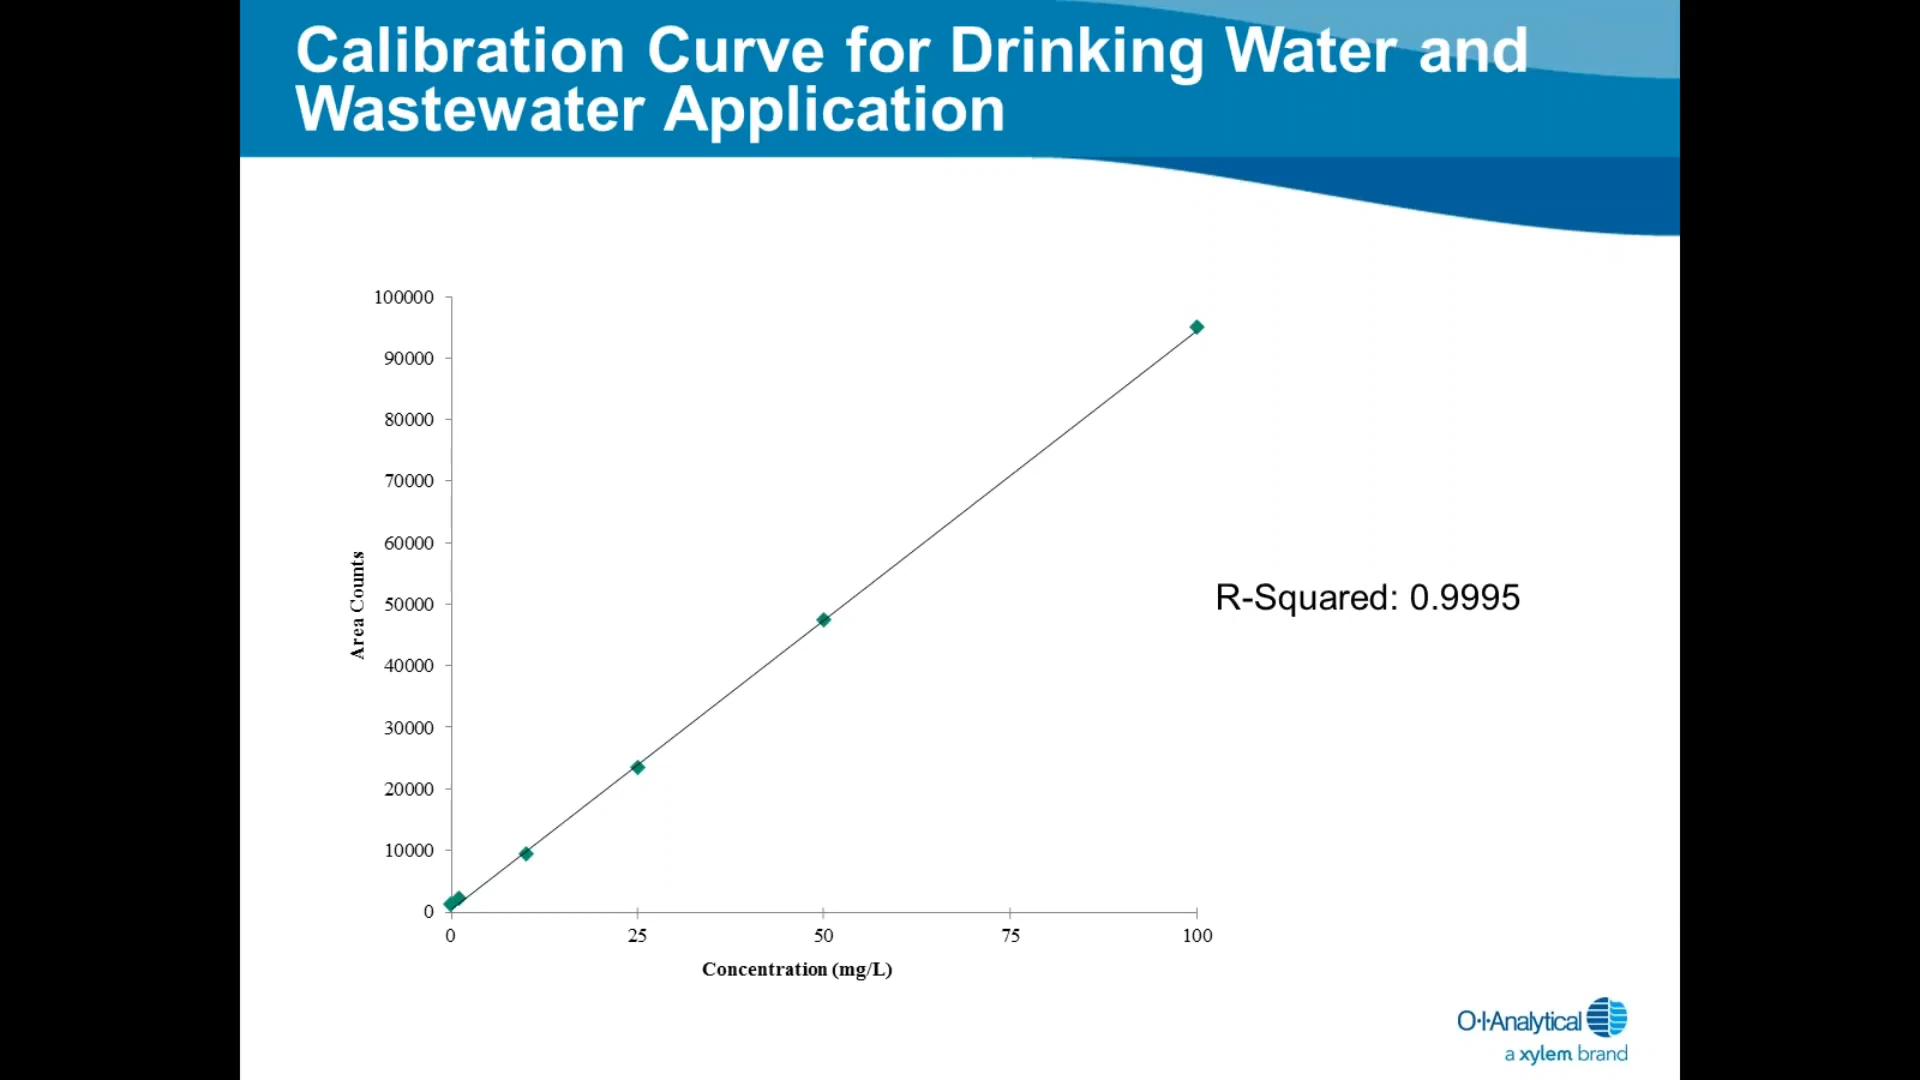 Calibration Curve for Drinking Water and
Wastewater Application
100000
90000
80000
70000
60000
50000
40000
30000
20000
10000
0
Area Counts
0 25 50 75 100
Concentration (mg/L)
R-Squared: 0.9995
O·I·Analytical
a xylem brand